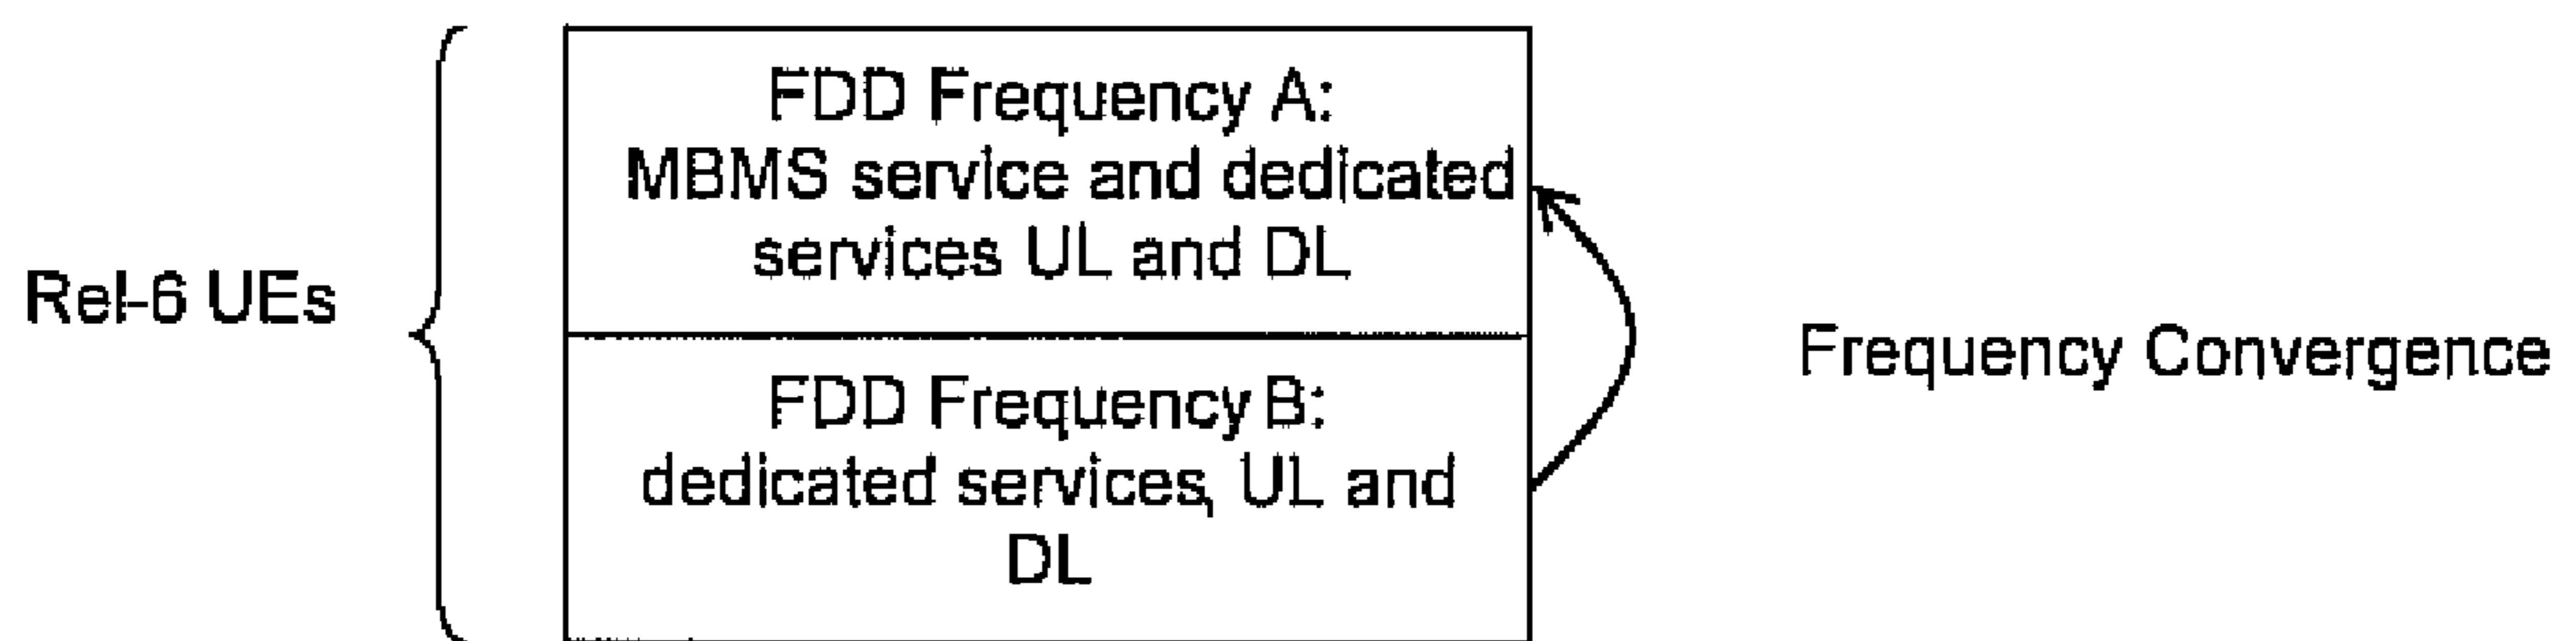 FDD Frequency A:
MBMS service and dedicated
services UL and DL
Rel-6 UEs
Frequency Convergence
FDD Frequency B:
dedicated services, UL and
DL